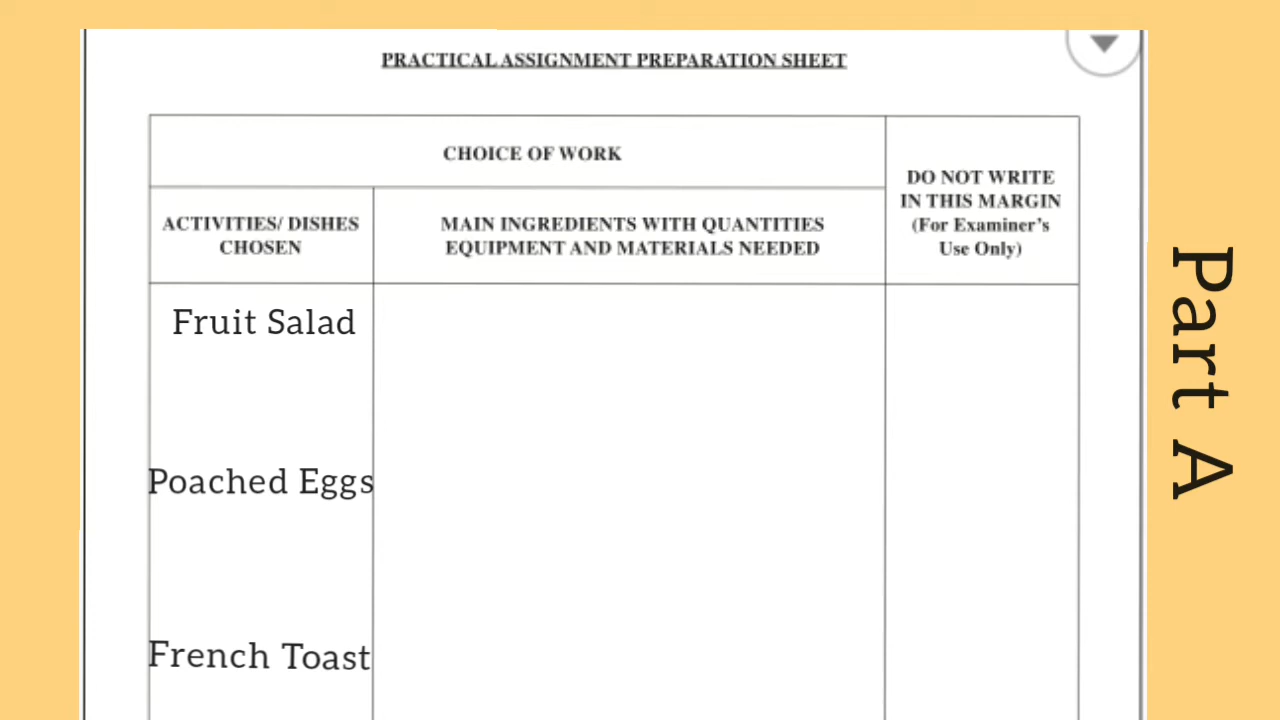 PRACTICAL ASSIGNMENT PREPARATION SHEET
CHOICE OF WORK
DO NOT WRITE
IN THIS MARGIN
(For Examiner's
Use Only)
ACTIVITIES/ DISHES
CHOSEN
MAIN INGREDIENTS WITH QUANTITIES
EQUIPMENT AND MATERIALS NEEDED
Fruit Salad
Poached Eggs
French Toast
Part A